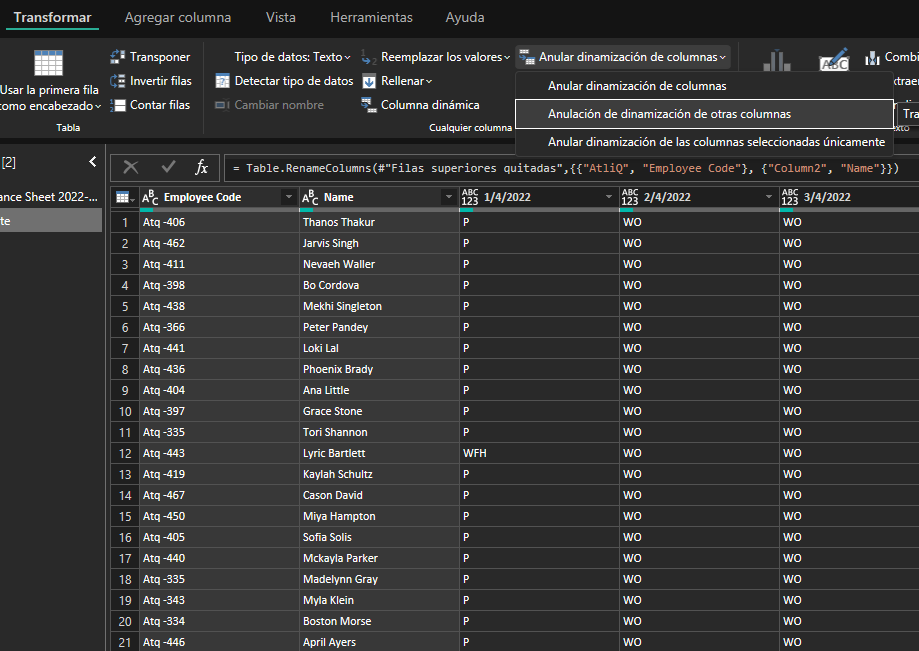 Transformar Agregar columna Vista Herramientas Ayuda
Transponer Tipo de datos: Texto Reemplazar los valores Anular dinamización de columnas
Invertir filas Detectar tipo de datos Rellenar
Contar filas Cambiar nombre Columna dinámica
Usar la primera fila
como encabezado
Tabla
Cualquier columna
Anular dinamización de columnas
Anulación de dinamización de otras columnas
Anular dinamización de las columnas seleccionadas únicamente
ABC
Combi
xtrae
Tra
exto
[2]
ance Sheet 2022-...
te
fx = Table.RenameColumns(#"Filas superiores quitadas",{{"AtliQ", "Employee Code"}, {"Column2", "Name"}})
ABC Employee Code ABC Name ABC 123 1/4/2022 ABC 123 2/4/2022 ABC 123 3/4/2022
1 Atq -406 Thanos Thakur P WO WO
2 Atq -462 Jarvis Singh P WO WO
3 Atq -411 Nevaeh Waller P WO WO
4 Atq -398 Bo Cordova P WO WO
5 Atq -438 Mekhi Singleton P WO WO
6 Atq -366 Peter Pandey P WO WO
7 Atq -441 Loki Lal P WO WO
8 Atq -436 Phoenix Brady P WO WO
9 Atq -404 Ana Little P WO WO
10 Atq -397 Grace Stone P WO WO
11 Atq -335 Tori Shannon P WO WO
12 Atq -443 Lyric Bartlett WFH WO WO
13 Atq -419 Kaylah Schultz P WO WO
14 Atq -467 Cason David P WO WO
15 Atq -450 Miya Hampton P WO WO
16 Atq -405 Sofia Solis P WO WO
17 Atq -440 Mckayla Parker P WO WO
18 Atq -335 Madelynn Gray P WO WO
19 Atq -343 Myla Klein P WO WO
20 Atq -334 Boston Morse P WO WO
21 Atq -446 April Ayers P WO WO